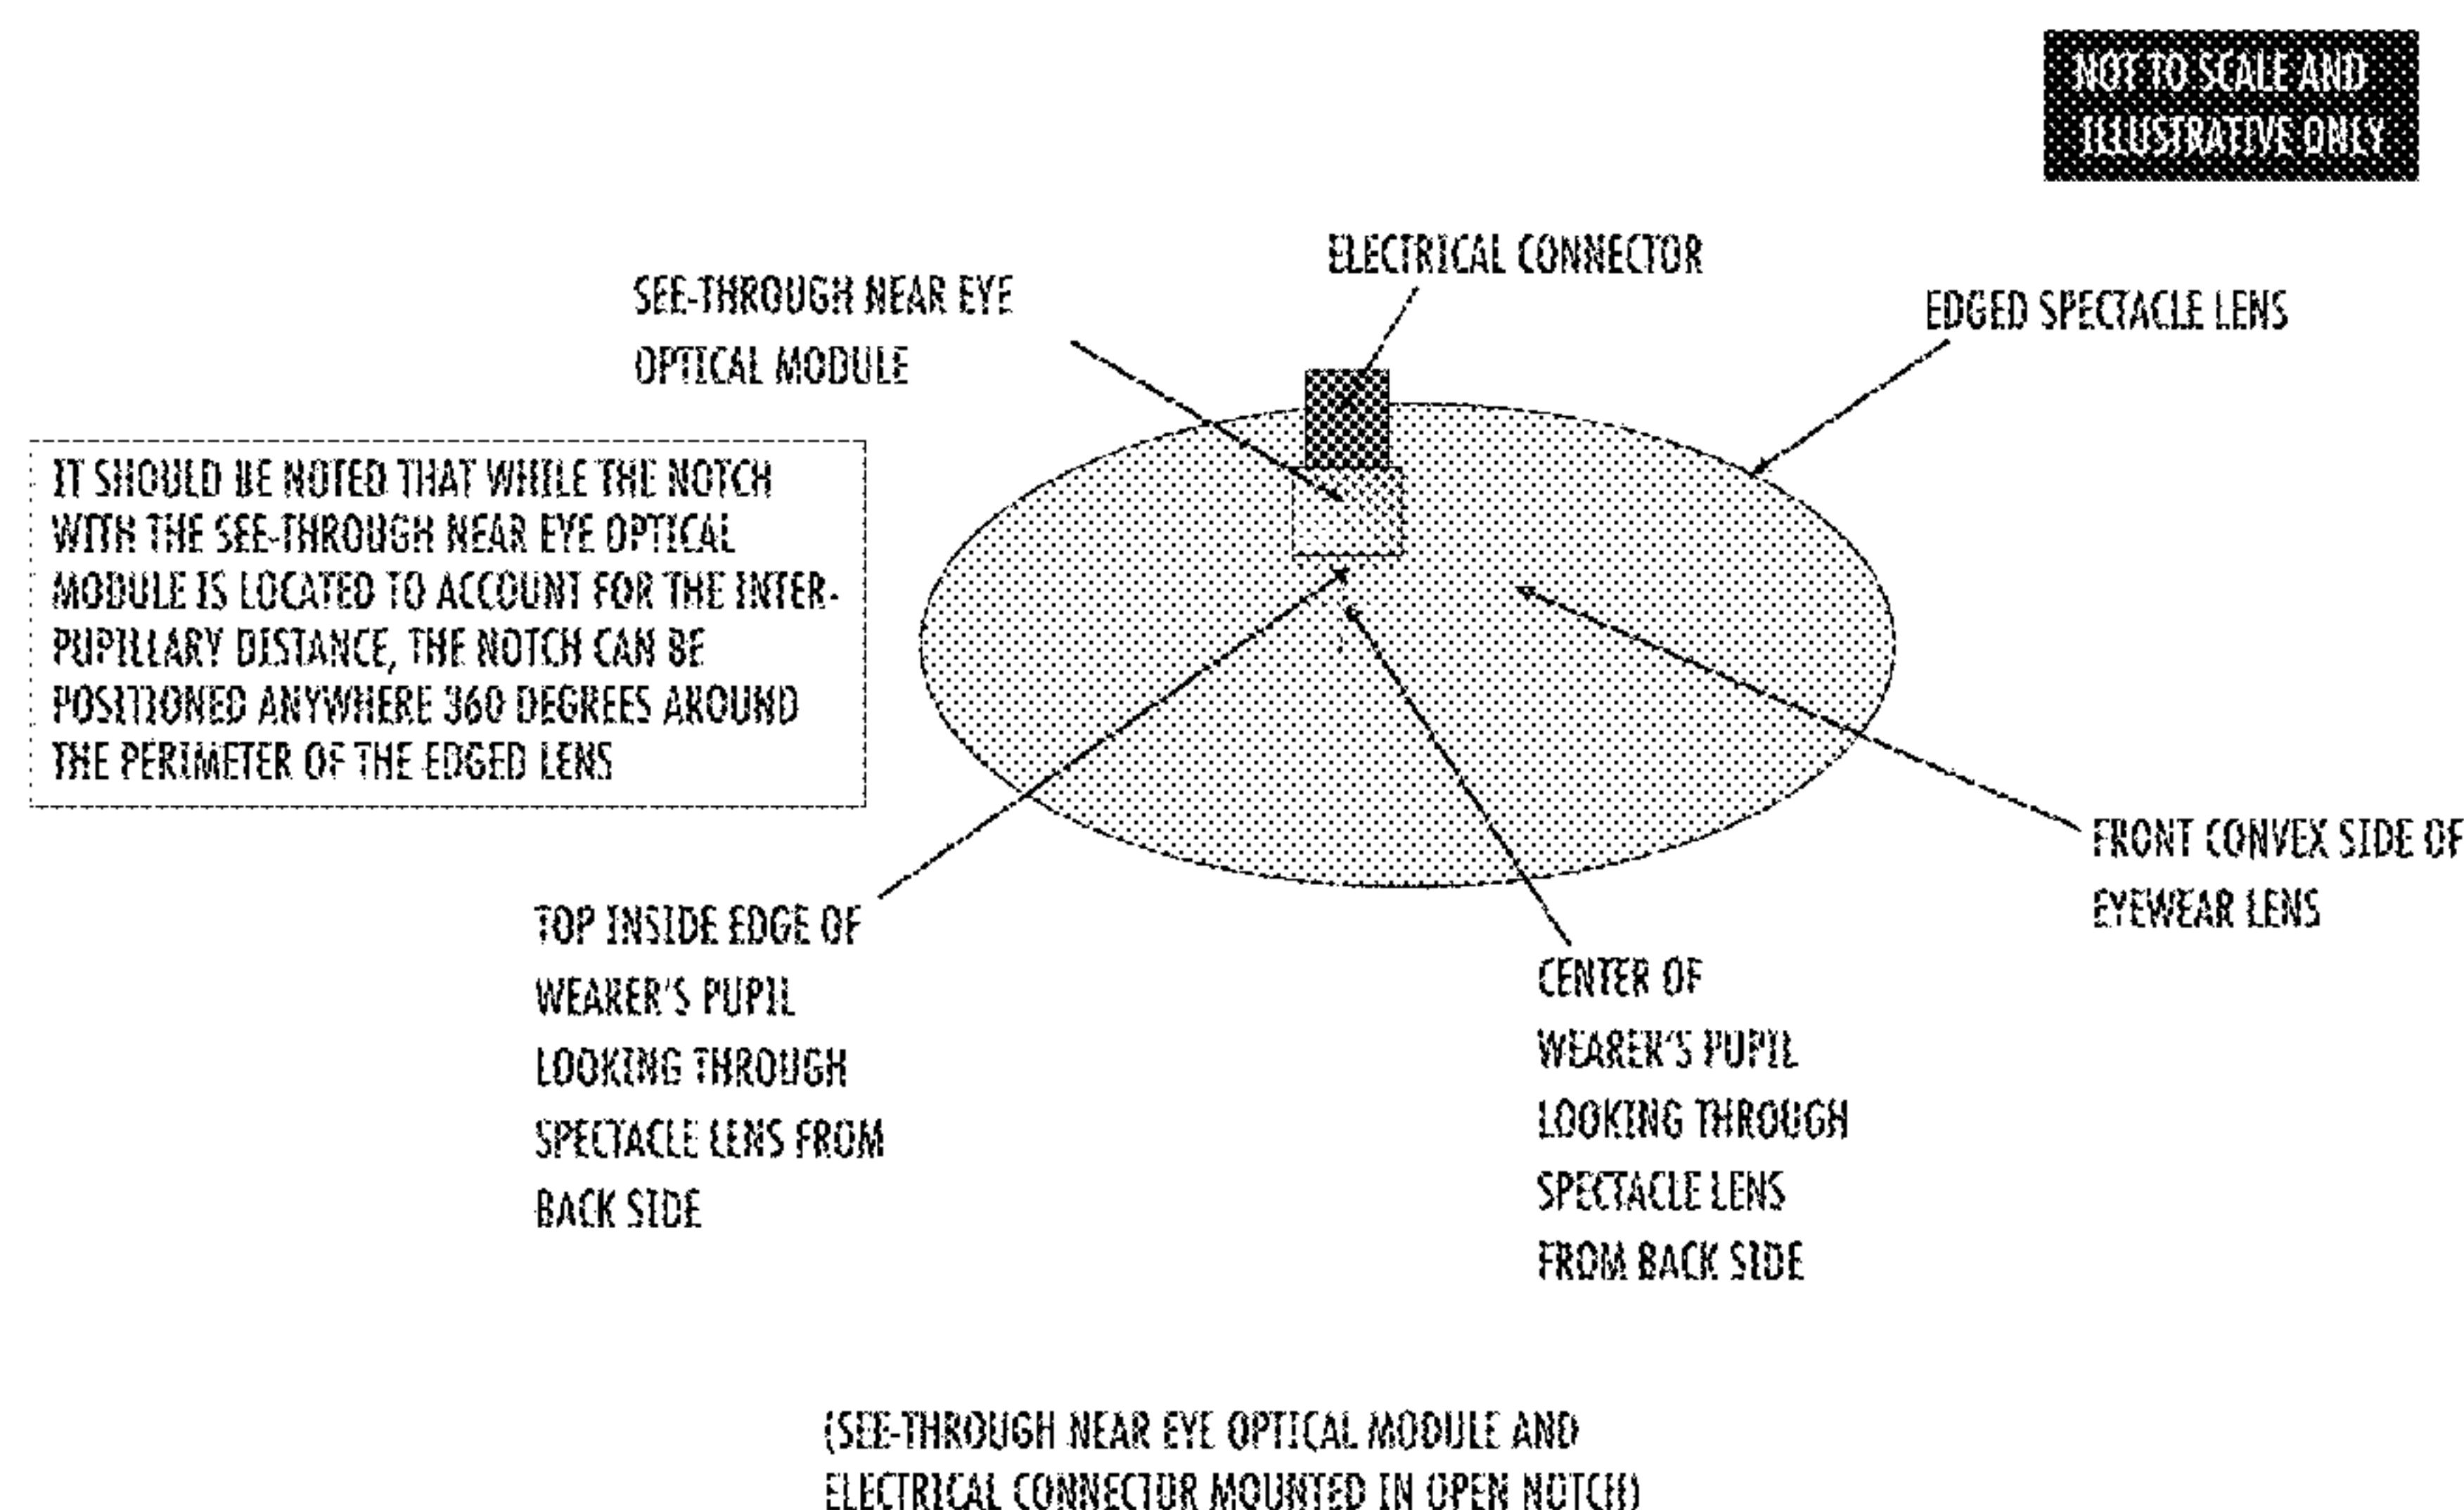 NOT TO SCALE AND
ILLUSTRATIVE ONLY
ELECTRICAL CONNECTOR
SEE-THROUGH NEAR EYE
OPTICAL MODULE
EDGED SPECTACLE LENS
IT SHOULD BE NOTED THAT WHILE THE NOTCH
WITH THE SEE-THROUGH NEAR EYE OPTICAL
MODULE IS LOCATED TO ACCOUNT FOR THE INTER-
PUPILLARY DISTANCE, THE NOTCH CAN BE
POSITIONED ANYWHERE 360 DEGREES AROUND
THE PERIMETER OF THE EDGED LENS
FRONT CONVEX SIDE OF
EYEWEAR LENS
TOP INSIDE EDGE OF
WEARER'S PUPIL
LOOKING THROUGH
SPECTACLE LENS FROM
BACK SIDE
CENTER OF
WEARER'S PUPIL
LOOKING THROUGH
SPECTACLE LENS
FROM BACK SIDE
(SEE-THROUGH NEAR EYE OPTICAL MODULE AND
ELECTRICAL CONNECTOR MOUNTED IN OPEN NOTCH)